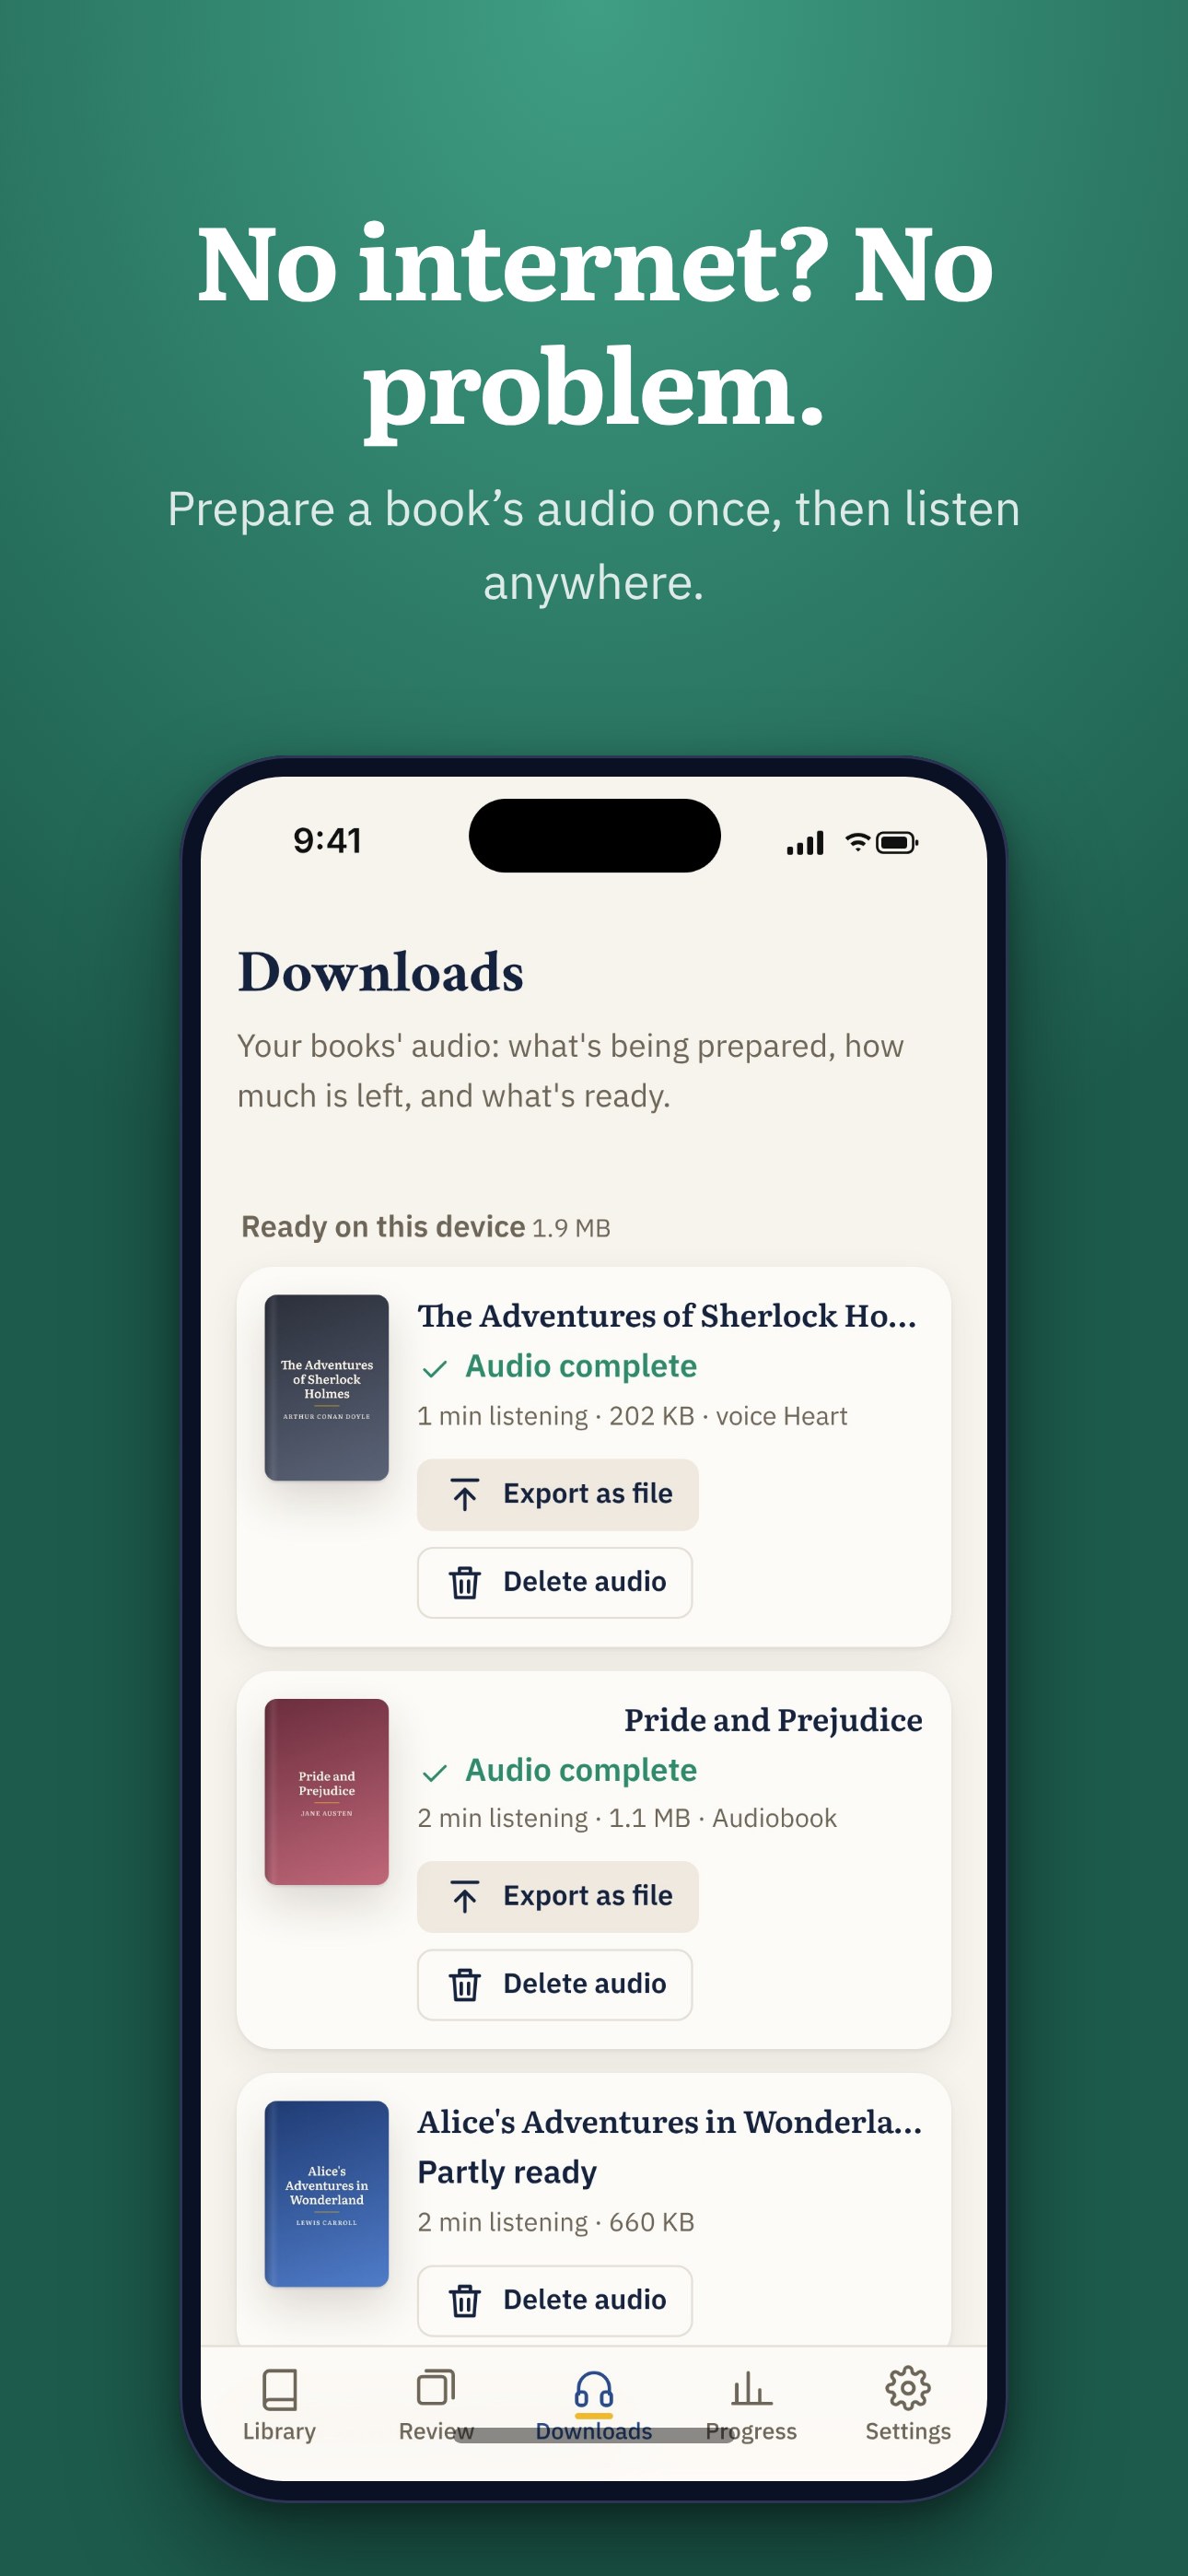 No internet? No
problem.
Prepare a book’s audio once, then listen
anywhere.
9:41
Downloads
Your books' audio: what's being prepared, how
much is left, and what's ready.
Ready on this device 1.9 MB
The Adventures
of Sherlock
Holmes
ARTHUR CONAN DOYLE
The Adventures of Sherlock Ho...
Audio complete
1 min listening · 202 KB · voice Heart
Export as file
Delete audio
Pride and
Prejudice
JANE AUSTEN
Pride and Prejudice
Audio complete
2 min listening · 1.1 MB · Audiobook
Export as file
Delete audio
Alice's
Adventures in
Wonderland
LEWIS CARROLL
Alice's Adventures in Wonderla...
Partly ready
2 min listening · 660 KB
Delete audio
Library Review Downloads Progress Settings